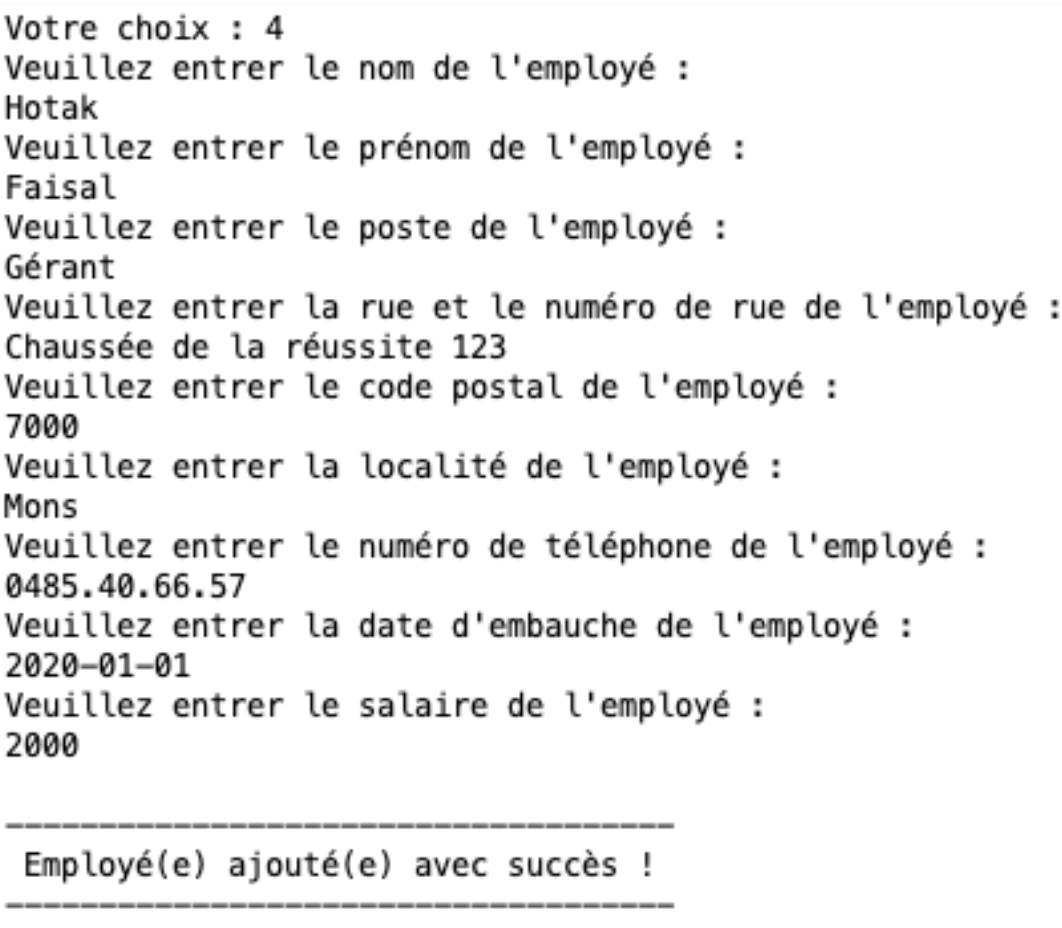 Votre choix : 4
Veuillez entrer le nom de l'employé :
Hotak
Veuillez entrer le prénom de l'employé :
Faisal
Veuillez entrer le poste de l'employé :
Gérant
Veuillez entrer la rue et le numéro de rue de l'employé :
Chaussée de la réussite 123
Veuillez entrer le code postal de l'employé :
7000
Veuillez entrer la localité de l'employé :
Mons
Veuillez entrer le numéro de téléphone de l'employé :
0485.40.66.57
Veuillez entrer la date d'embauche de l'employé :
2020-01-01
Veuillez entrer le salaire de l'employé :
2000
------------------------------------
Employé(e) ajouté(e) avec succès !
------------------------------------